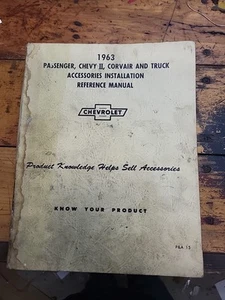 1963
PASSENGER, CHEVY II, CORVAIR AND TRUCK
ACCESSORIES INSTALLATION
REFERENCE MANUAL
CHEVROLET
Product Knowledge Helps Sell Accessories
KNOW YOUR PRODUCT